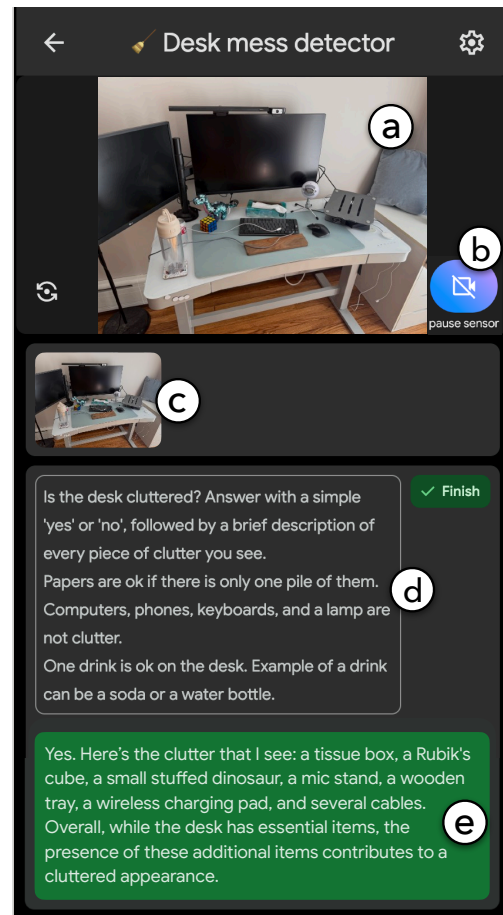 Desk mess detector
a
b
pause sensor
c
Is the desk cluttered? Answer with a simple
'yes' or 'no', followed by a brief description of
every piece of clutter you see.
Papers are ok if there is only one pile of them.
Computers, phones, keyboards, and a lamp are
not clutter.
One drink is ok on the desk. Example of a drink
can be a soda or a water bottle.
Finish
d
Yes. Here’s the clutter that I see: a tissue box, a Rubik's
cube, a small stuffed dinosaur, a mic stand, a wooden
tray, a wireless charging pad, and several cables.
Overall, while the desk has essential items, the
presence of these additional items contributes to a
cluttered appearance.
e